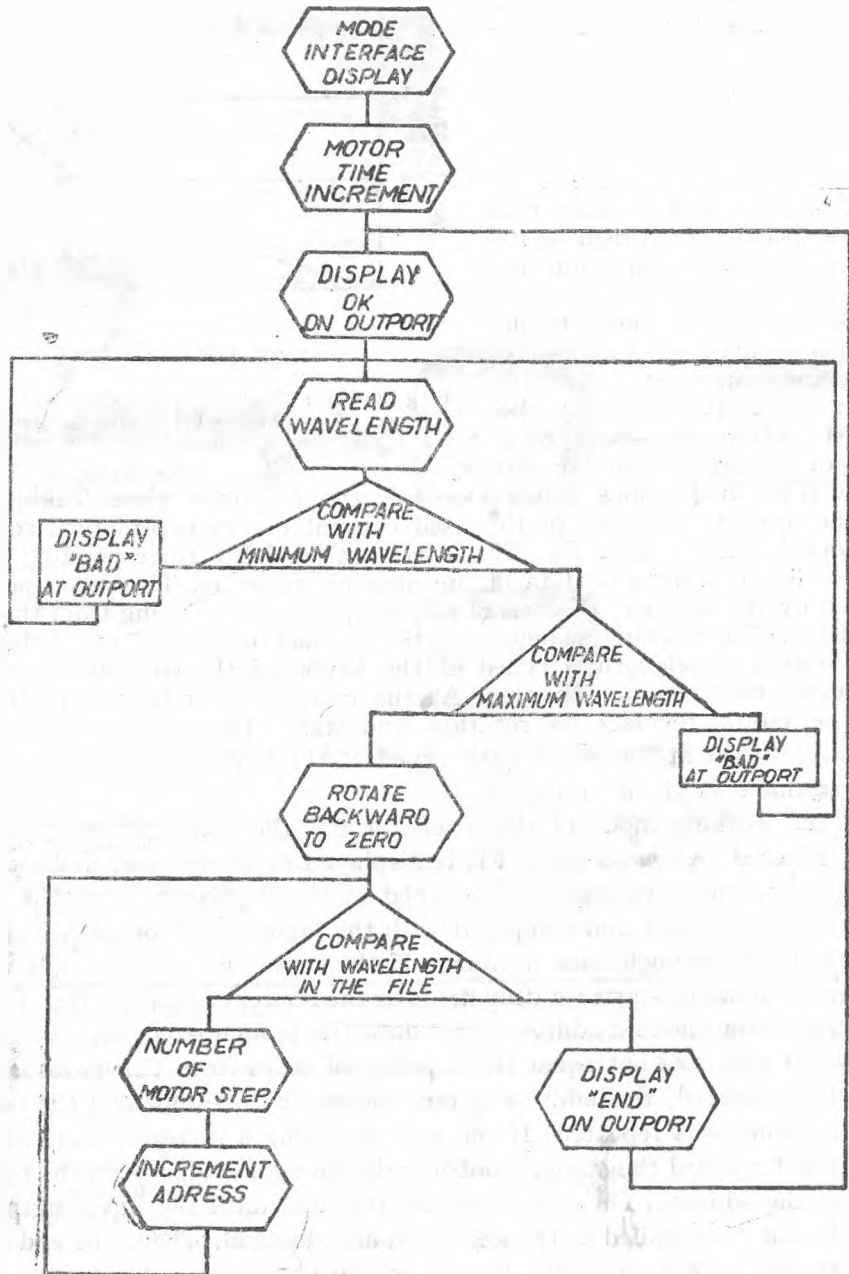 MODE
INTERFACE
DISPLAY
MOTOR
TIME
INCREMENT
DISPLAY
OK
ON OUTPORT
READ
WAVELENGTH
COMPARE
WITH
MINIMUM WAVELENGTH
DISPLAY
"BAD"
AT OUTPORT
COMPARE
WITH
MAXIMUM WAVELENGTH
DISPLAY
"BAD"
AT OUTPORT
ROTATE
BACKWARD
TO ZERO
COMPARE
WITH WAVELENGTH
IN THE FILE
NUMBER
OF
MOTOR STEP.
INCREMENT
ADRESS
DISPLAY
"END"
ON OUTPORT